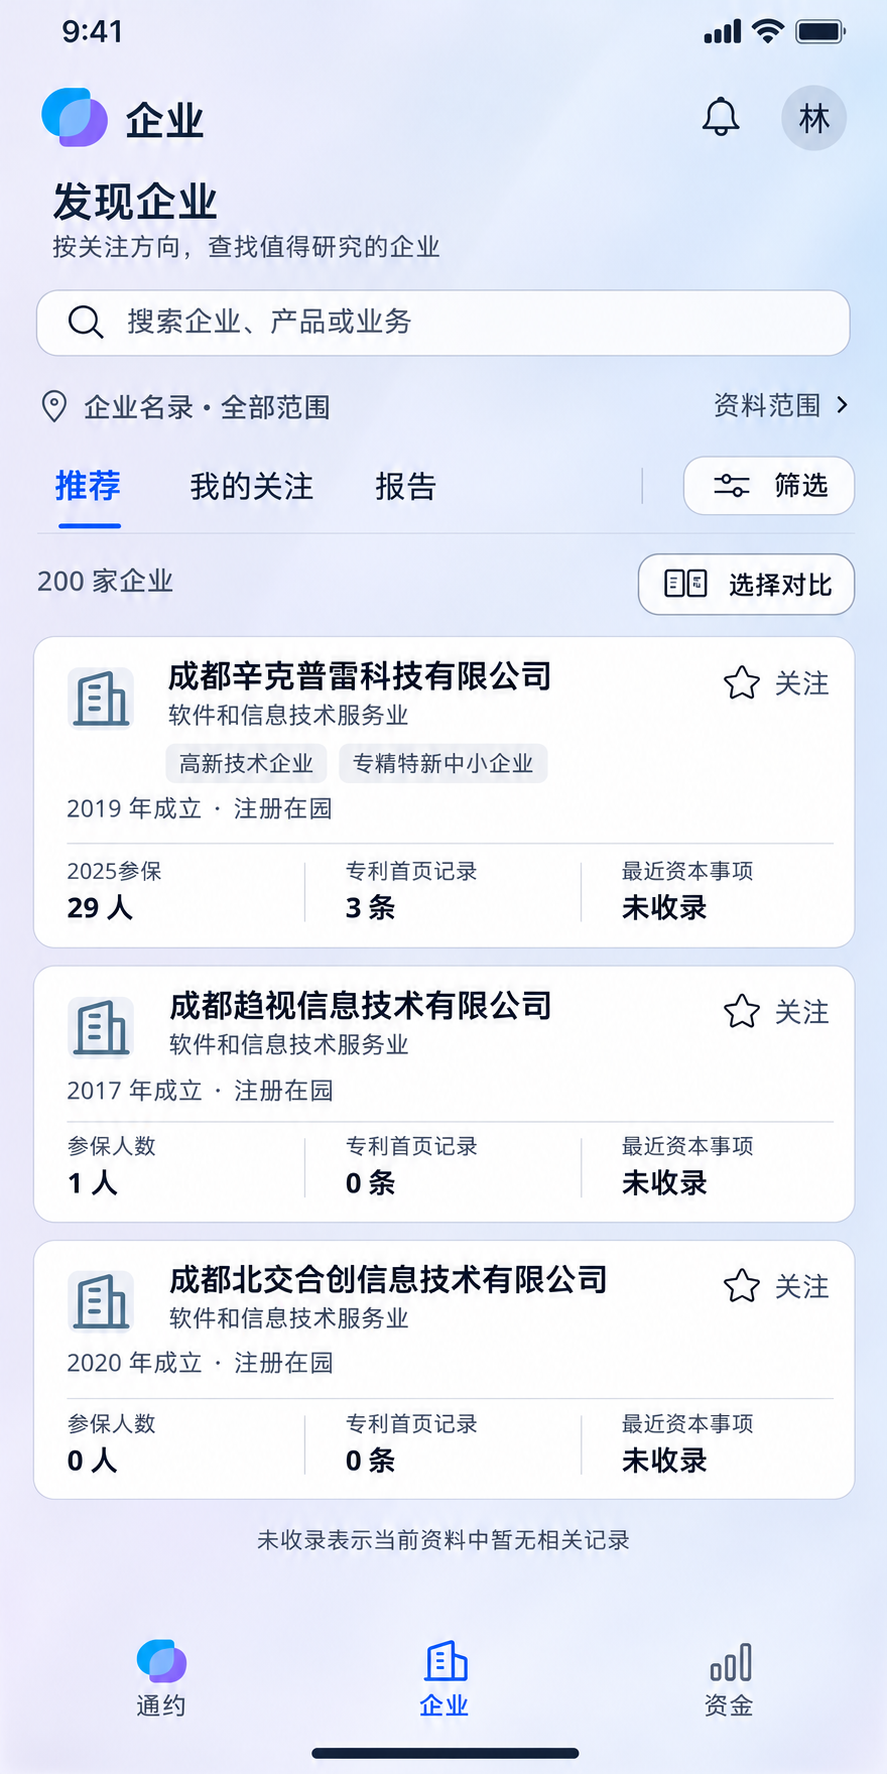 9:41
企业
林
发现企业
按关注方向，查找值得研究的企业
搜索企业、产品或业务
企业名录 • 全部范围
资料范围
推荐 我的关注 报告 筛选
200 家企业
选择对比
成都辛克普雷科技有限公司
关注
软件和信息技术服务业
高新技术企业 专精特新中小企业
2019 年成立 · 注册在园
2025参保 专利首页记录 最近资本事项
29 人 3 条 未收录
成都趋视信息技术有限公司
关注
软件和信息技术服务业
2017 年成立 · 注册在园
参保人数 专利首页记录 最近资本事项
1 人 0 条 未收录
成都北交合创信息技术有限公司
关注
软件和信息技术服务业
2020 年成立 · 注册在园
参保人数 专利首页记录 最近资本事项
0 人 0 条 未收录
未收录表示当前资料中暂无相关记录
通约 企业 资金